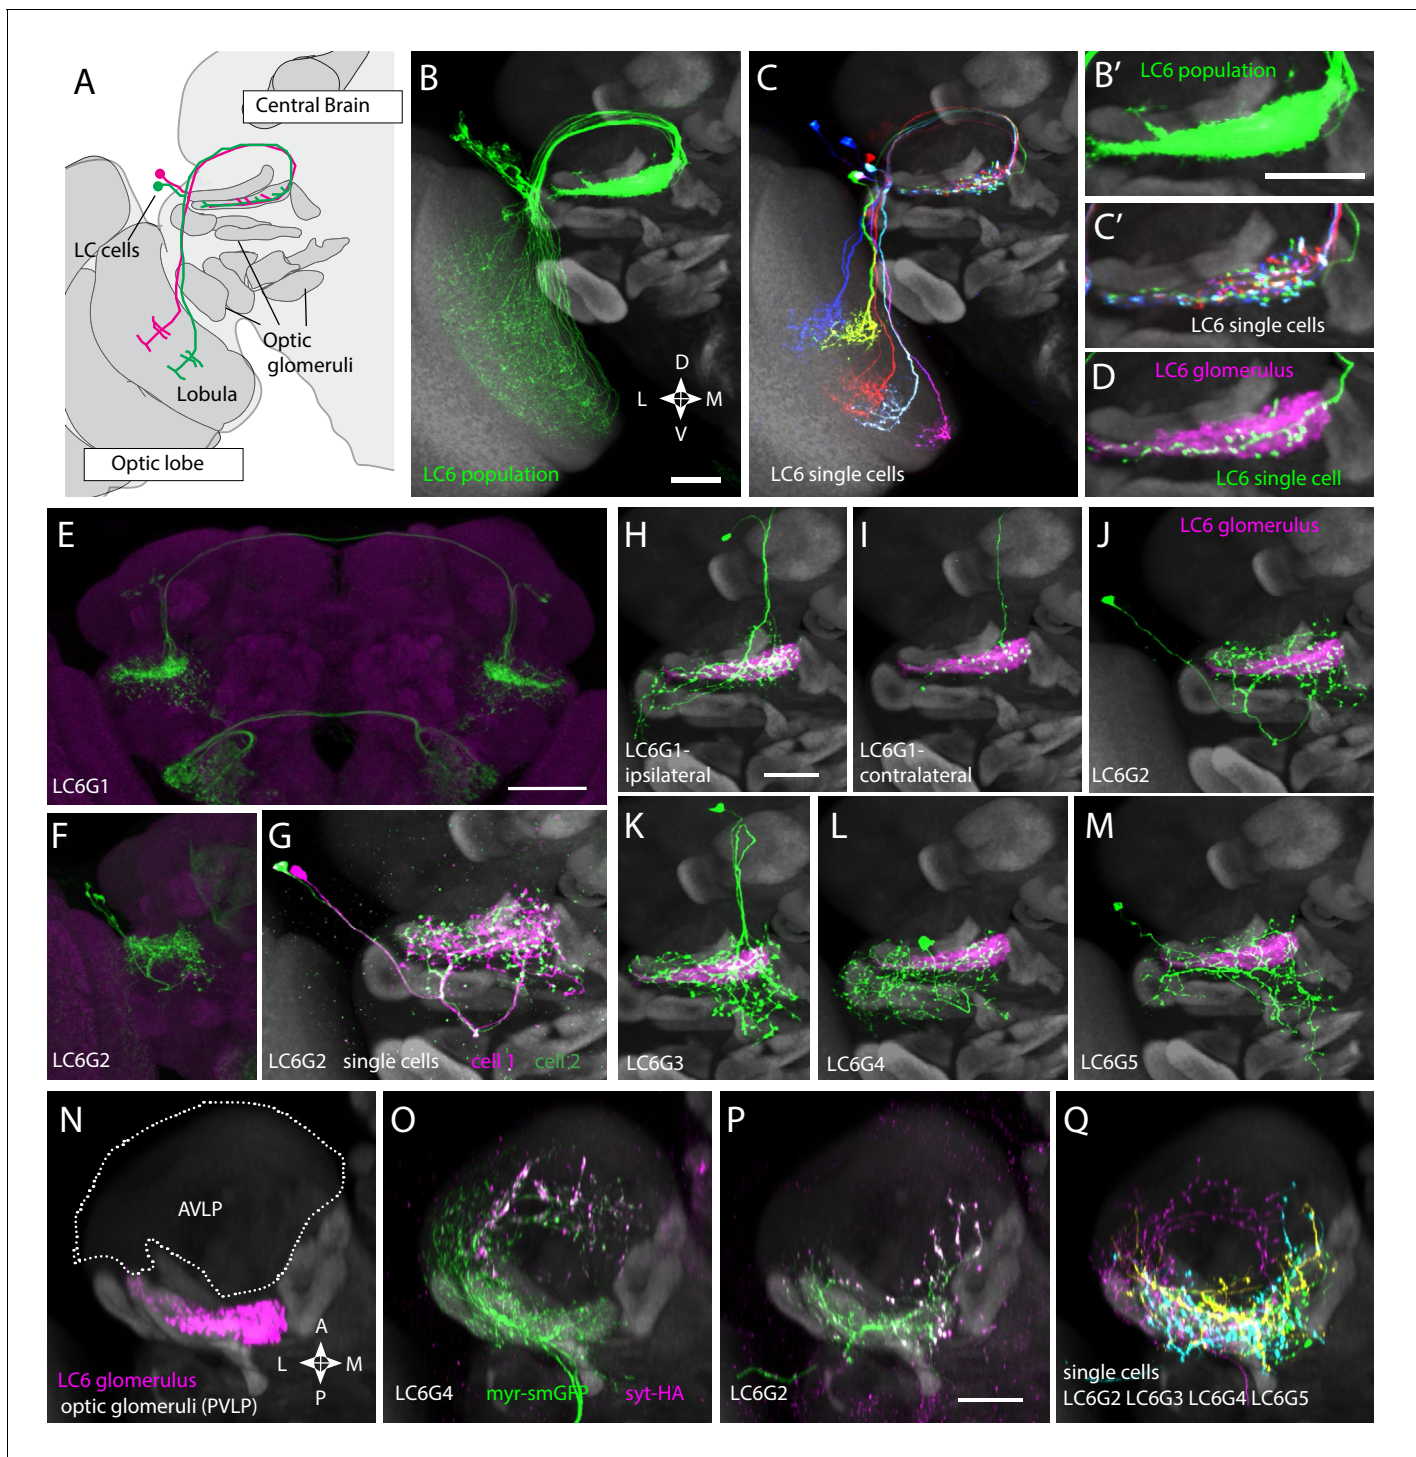 A
Central Brain
LC cells
Optic
glomeruli
Lobula
Optic lobe
B
D
L M
V
LC6 population
C
LC6 single cells
B’
LC6 population
C’
LC6 single cells
D
LC6 glomerulus
LC6 single cell
E
LC6G1
F
LC6G2
G
LC6G2 single cells cell 1 cell 2
H
LC6G1-
ipsilateral
I
LC6G1-
contralateral
J
LC6 glomerulus
LC6G2
K
LC6G3
L
LC6G4
M
LC6G5
N
AVLP
A
L M
P
LC6 glomerulus
optic glomeruli (PVLP)
O
LC6G4 myr-smGFP syt-HA
P
LC6G2
Q
single cells
LC6G2 LC6G3 LC6G4 LC6G5